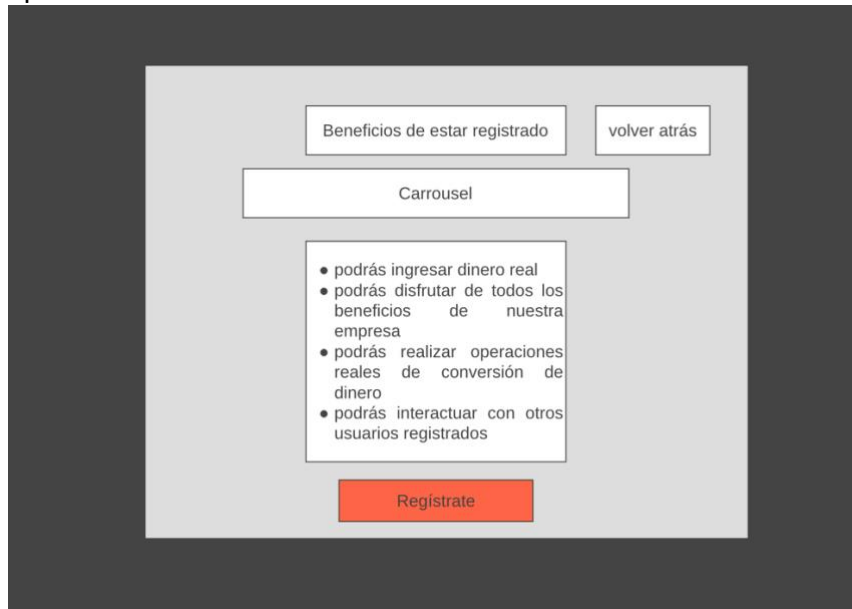 Beneficios de estar registrado
volver atrás
Carrousel
● podrás ingresar dinero real
● podrás disfrutar de todos los
beneficios de nuestra
empresa
● podrás realizar operaciones
reales de conversión de
dinero
● podrás interactuar con otros
usuarios registrados
Regístrate